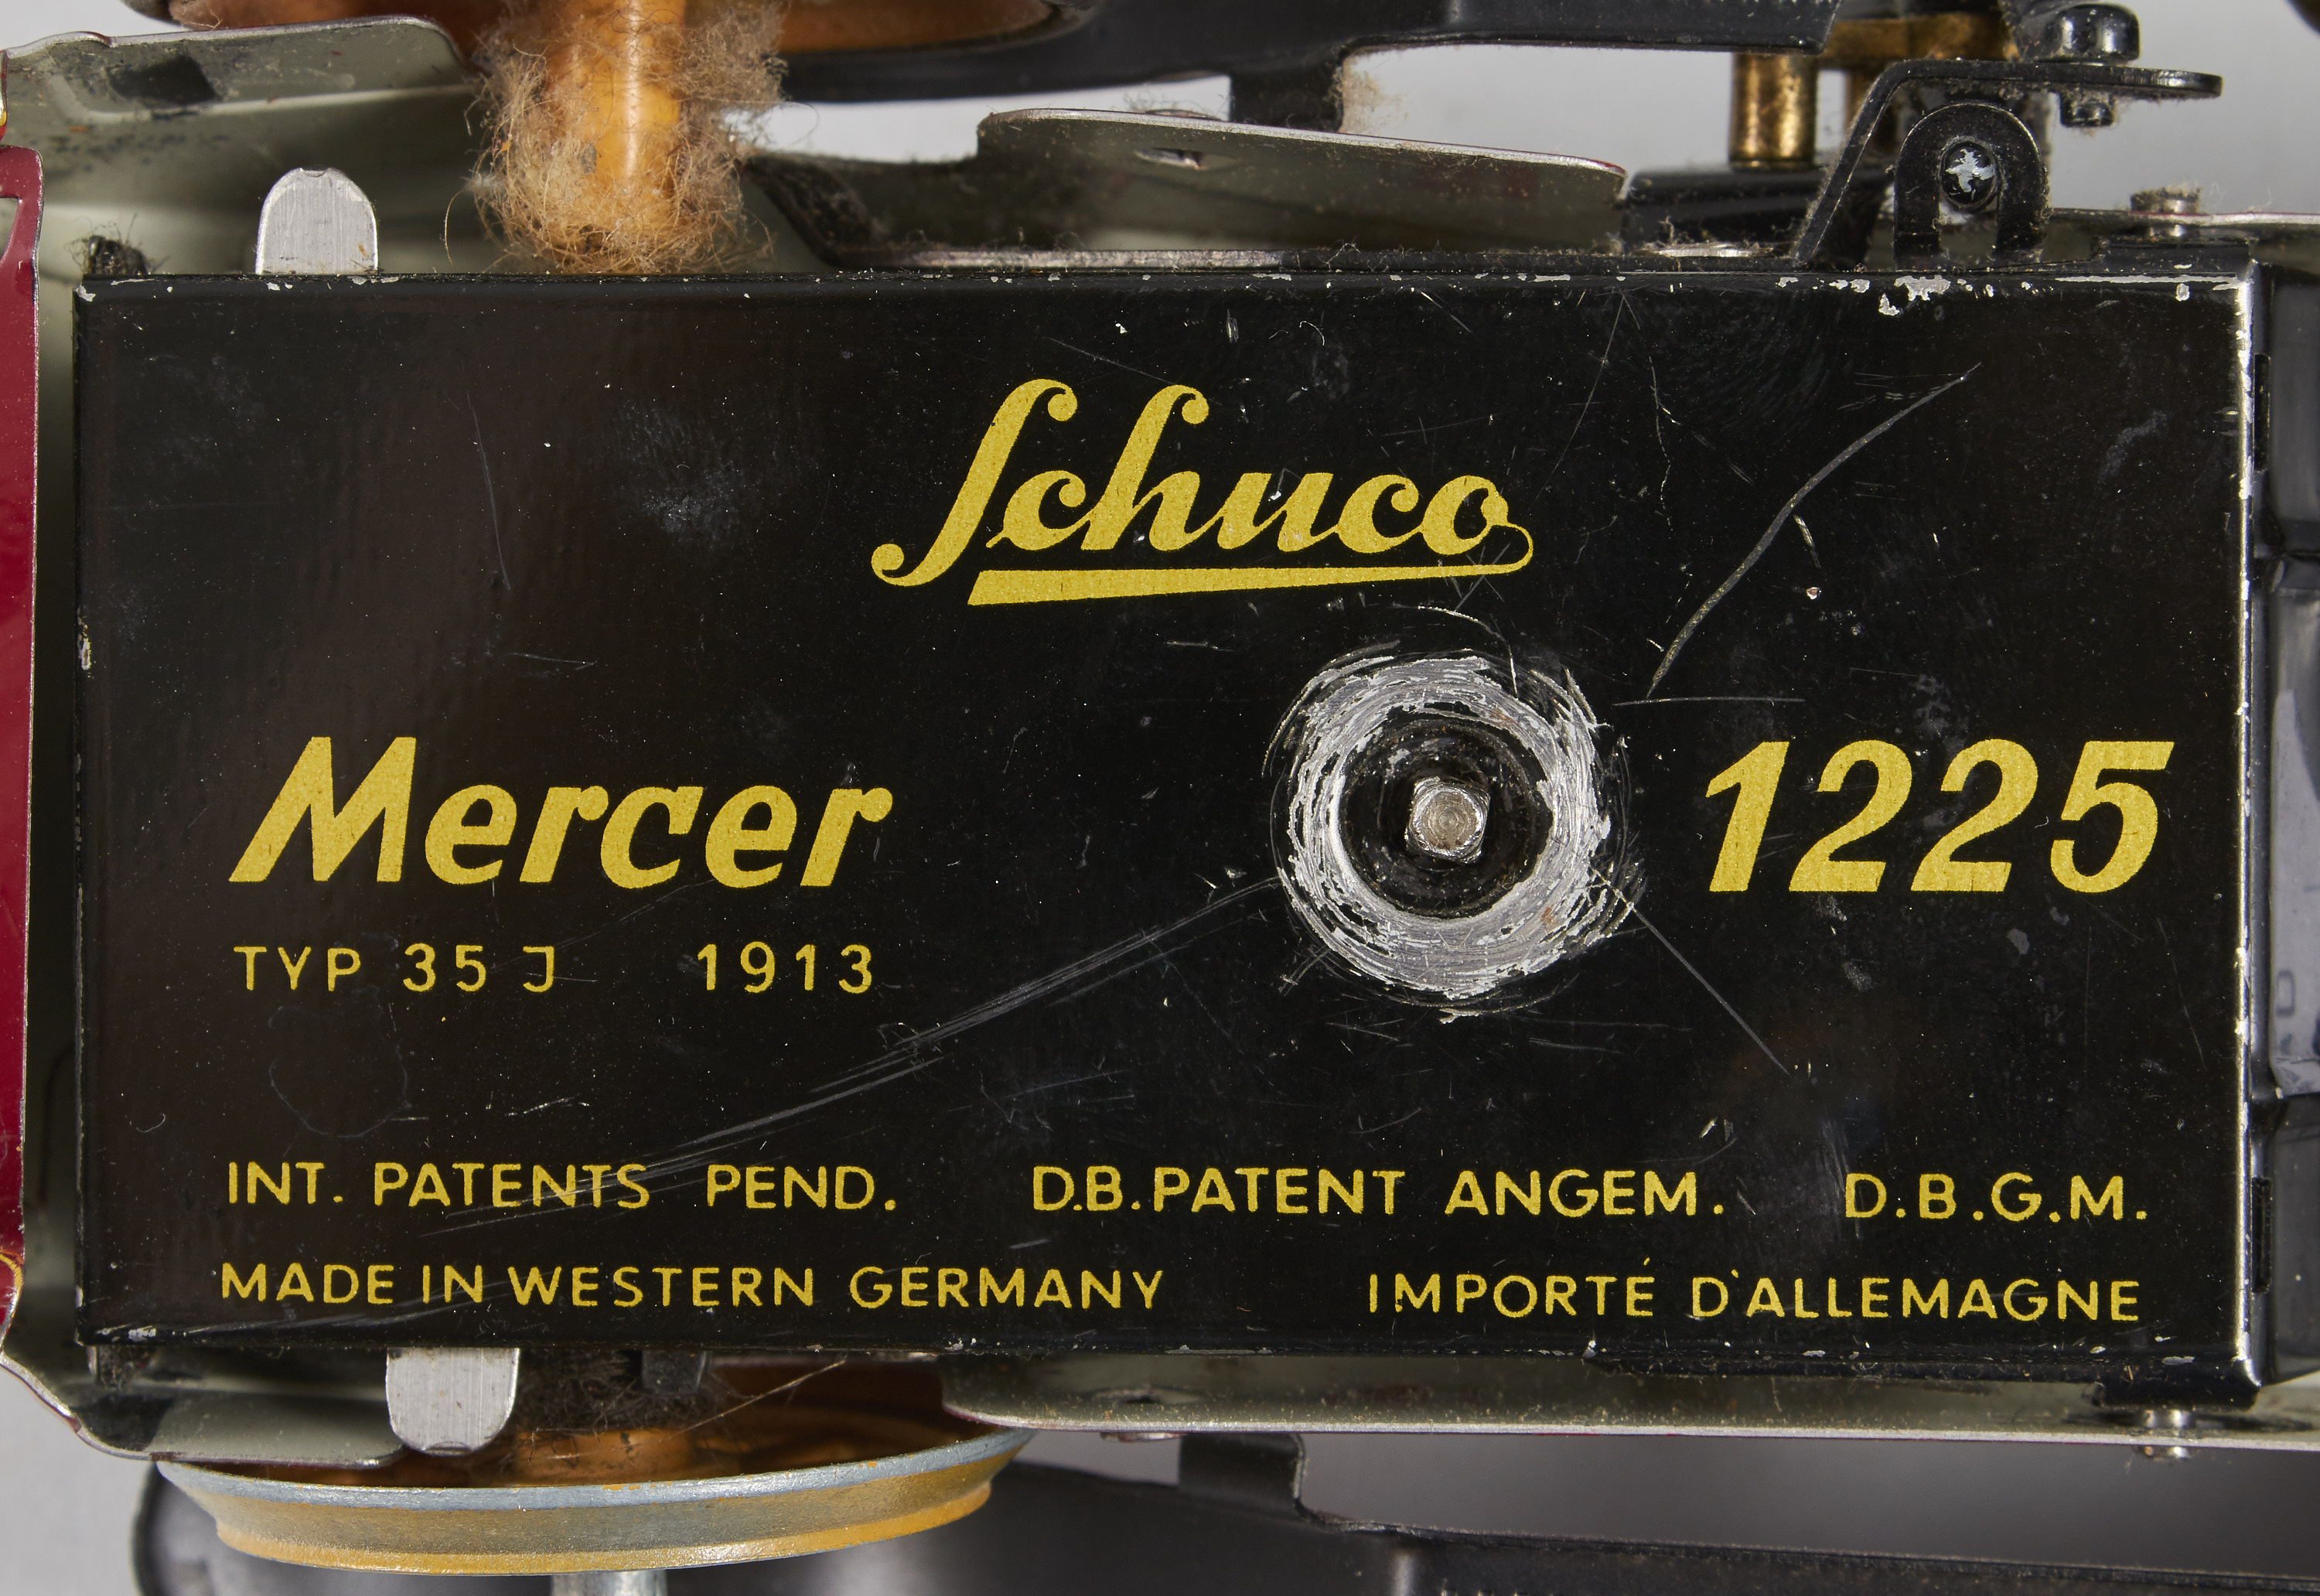 Schuco
Mercer 1225
TYP 35 J 1913
INT. PATENTS PEND. D.B. PATENT ANGEM. D.B.G.M.
MADE IN WESTERN GERMANY IMPORTÉ D'ALLEMAGNE